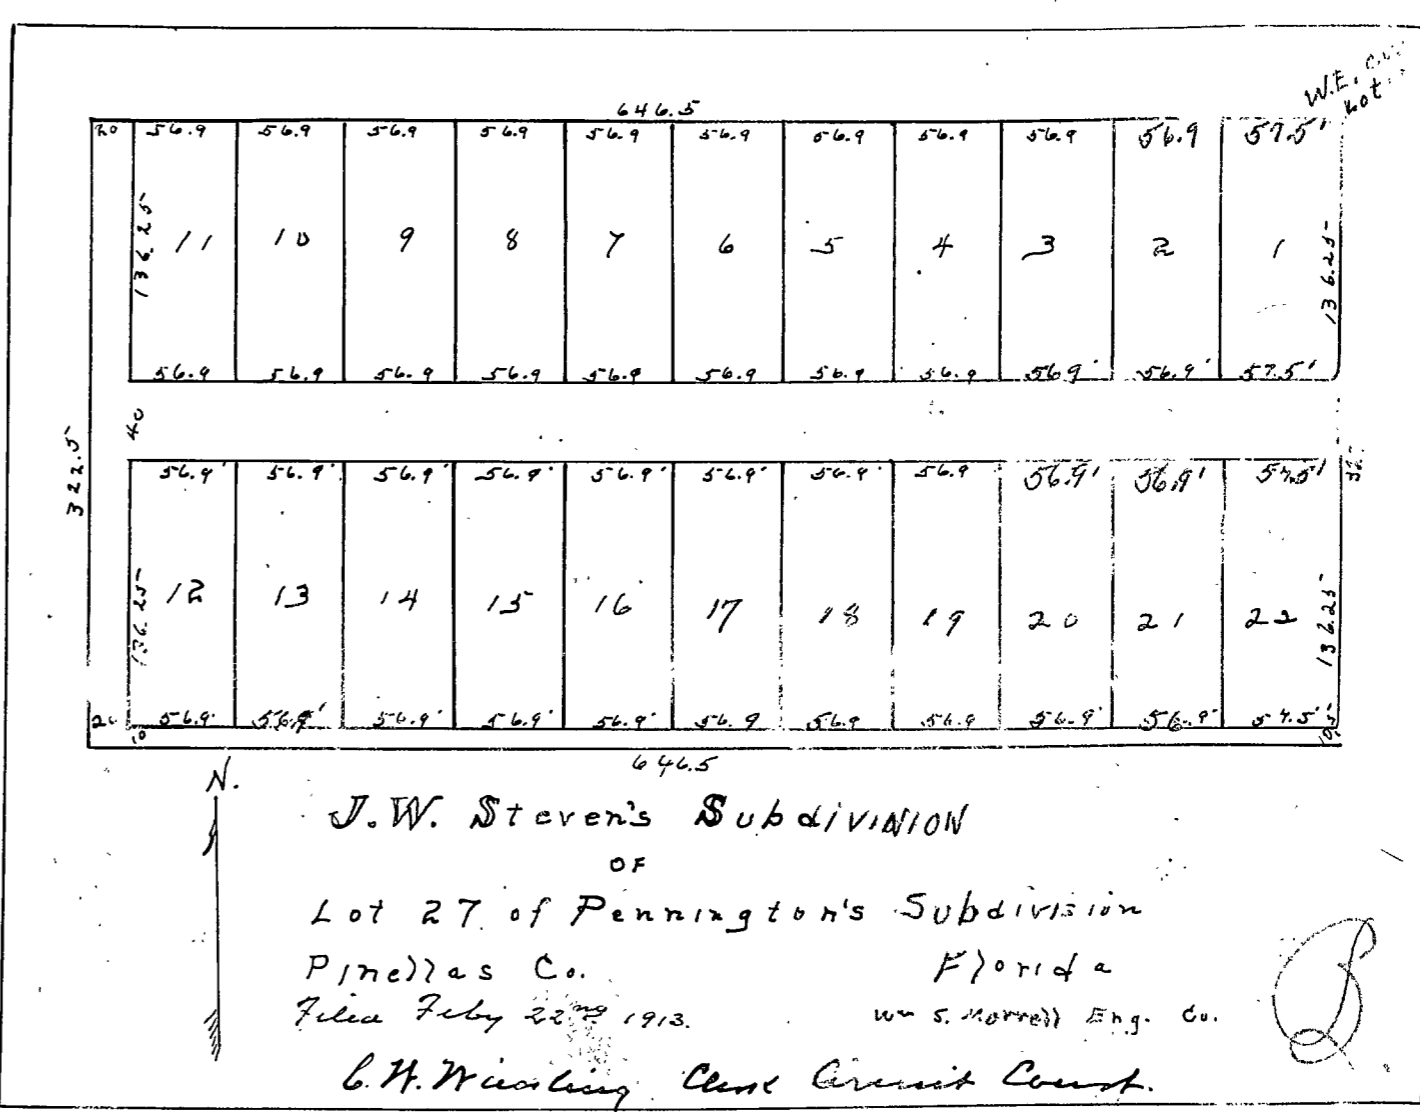 W.E.
Lot
646.5
20 56.9 56.9 56.9 56.9 56.9 56.9 56.9 56.9 56.9 56.9 57.5'
136.25 136.25
11 10 9 8 7 6 5 4 3 2 1
56.9 56.9 56.9 56.9 56.9 56.9 56.9 56.9 56.9' 56.9' 57.5'
322.5 40
56.9' 56.9' 56.9' 56.9' 56.9' 56.9' 56.9' 56.9 56.9' 56.9' 57.5'
136.25 136.25
12 13 14 15 16 17 18 19 20 21 22
20 56.9' 56.9' 56.9' 56.9' 56.9' 56.9 56.9 56.9 56.9' 56.9' 57.5'
10
646.5
N.
J.W. Steven's SubdiviNION
OF
Lot 27 of Pennington's Subdivision
Pinellas Co. Florida
Filed Feby 22nd 1913. Wm S. Morrell Eng. Co.
C.W. Wiecking Clerk Circuit Court.